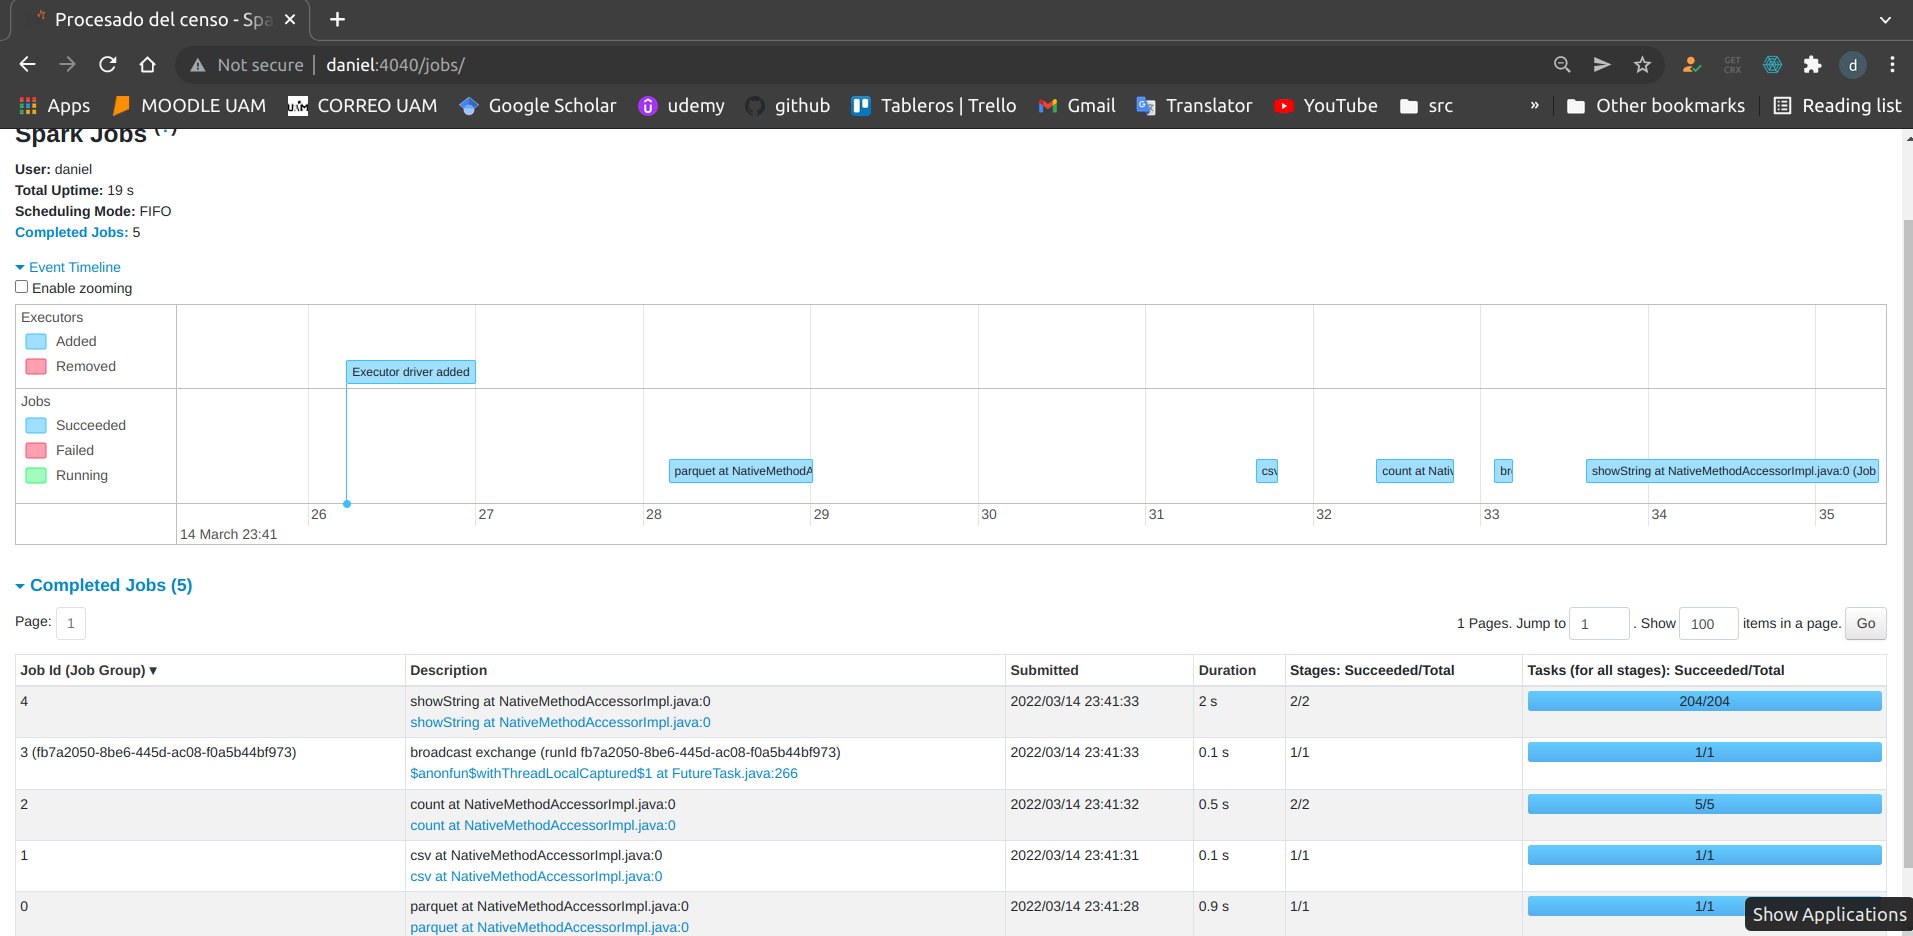 Procesado del censo - Spa
Not secure daniel:4040/jobs/
GET CRX
d
Apps MOODLE UAM CORREO UAM Google Scholar udemy github Tableros | Trello Gmail Translator YouTube src » Other bookmarks Reading list
Spark Jobs (?)
User: daniel
Total Uptime: 19 s
Scheduling Mode: FIFO
Completed Jobs: 5
Event Timeline
Enable zooming
Executors
Added
Removed
Executor driver added
Jobs
Succeeded
Failed
Running
parquet at NativeMethodA
csv
count at Nativ
bro
showString at NativeMethodAccessorImpl.java:0 (Job
26 27 28 29 30 31 32 33 34 35
14 March 23:41
Completed Jobs (5)
Page: 1
1 Pages. Jump to 1 . Show 100 items in a page. Go
Job Id (Job Group) ▾ Description Submitted Duration Stages: Succeeded/Total Tasks (for all stages): Succeeded/Total
4 showString at NativeMethodAccessorImpl.java:0 2022/03/14 23:41:33 2 s 2/2 204/204
showString at NativeMethodAccessorImpl.java:0
3 (fb7a2050-8be6-445d-ac08-f0a5b44bf973) broadcast exchange (runId fb7a2050-8be6-445d-ac08-f0a5b44bf973) 2022/03/14 23:41:33 0.1 s 1/1 1/1
$anonfun$withThreadLocalCaptured$1 at FutureTask.java:266
2 count at NativeMethodAccessorImpl.java:0 2022/03/14 23:41:32 0.5 s 2/2 5/5
count at NativeMethodAccessorImpl.java:0
1 csv at NativeMethodAccessorImpl.java:0 2022/03/14 23:41:31 0.1 s 1/1 1/1
csv at NativeMethodAccessorImpl.java:0
0 parquet at NativeMethodAccessorImpl.java:0 2022/03/14 23:41:28 0.9 s 1/1 1/1
parquet at NativeMethodAccessorImpl.java:0
Show Applications